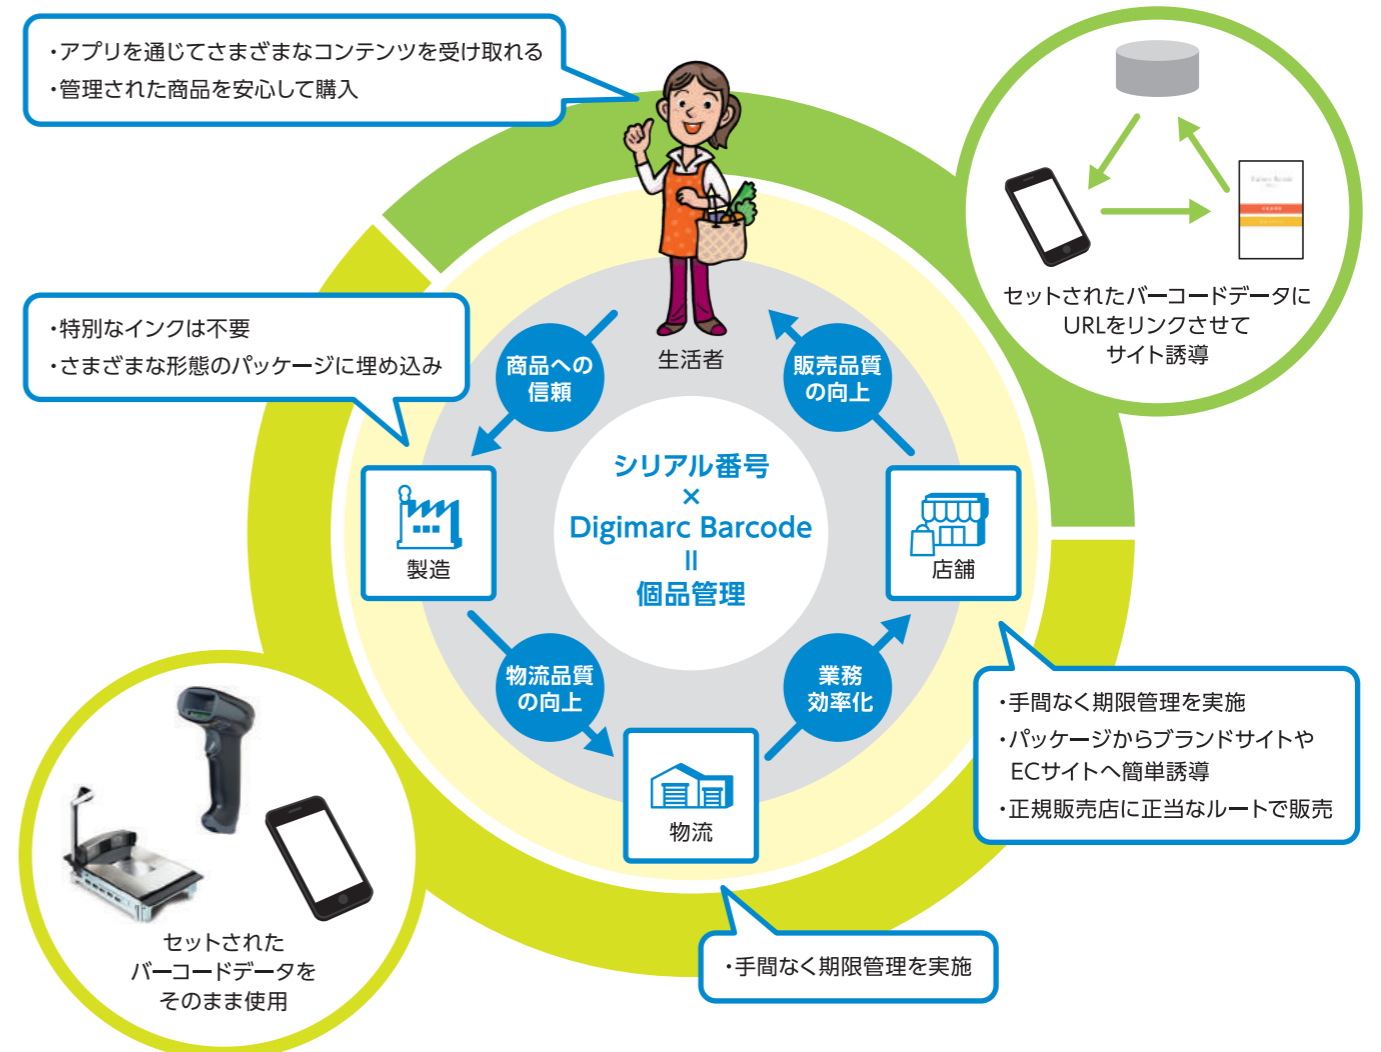 ・アプリを通じてさまざまなコンテンツを受け取れる
・管理された商品を安心して購入
セットされたバーコードデータに
URLをリンクさせて
サイト誘導
・特別なインクは不要
・さまざまな形態のパッケージに埋め込み
生活者
商品への
信頼
販売品質
の向上
シリアル番号
×
Digimarc Barcode
=
個品管理
製造
店舗
物流品質
の向上
業務
効率化
物流
・手間なく期限管理を実施
・パッケージからブランドサイトや
ECサイトへ簡単誘導
・正規販売店に正当なルートで販売
・手間なく期限管理を実施
セットされた
バーコードデータを
そのまま使用